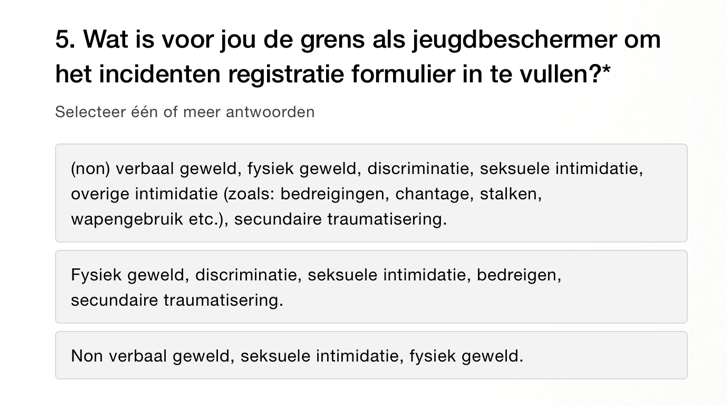 5. Wat is voor jou de grens als jeugdbeschermer om
het incidenten registratie formulier in te vullen?*
Selecteer één of meer antwoorden
(non) verbaal geweld, fysiek geweld, discriminatie, seksuele intimidatie,
overige intimidatie (zoals: bedreigingen, chantage, stalken,
wapengebruik etc.), secundaire traumatisering.
Fysiek geweld, discriminatie, seksuele intimidatie, bedreigen,
secundaire traumatisering.
Non verbaal geweld, seksuele intimidatie, fysiek geweld.